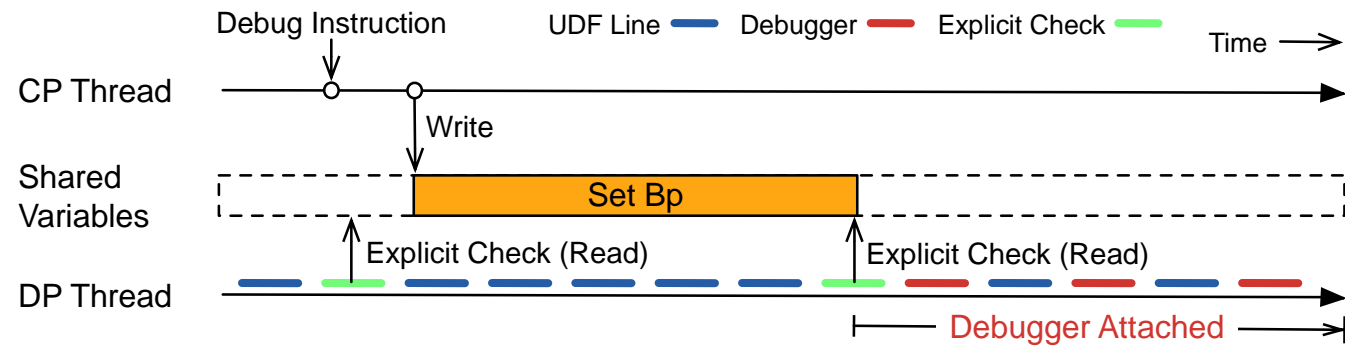 Debug Instruction
UDF Line
Debugger
Explicit Check
Time
CP Thread
Write
Shared
Variables
Set Bp
Explicit Check (Read)
Explicit Check (Read)
DP Thread
Debugger Attached